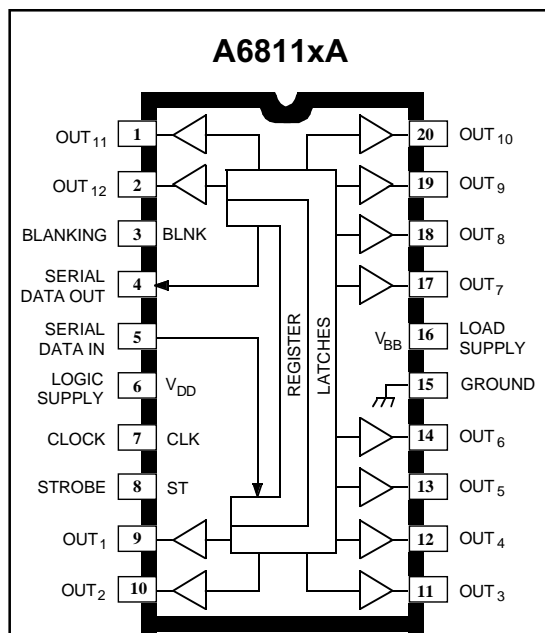 A6811xA
OUT11 1 20 OUT10
OUT12 2 19 OUT9
BLANKING 3 BLNK 18 OUT8
SERIAL DATA OUT 4 17 OUT7
SERIAL DATA IN 5 VBB 16 LOAD SUPPLY
REGISTER
LATCHES
LOGIC SUPPLY 6 VDD 15 GROUND
CLOCK 7 CLK 14 OUT6
STROBE 8 ST 13 OUT5
OUT1 9 12 OUT4
OUT2 10 11 OUT3